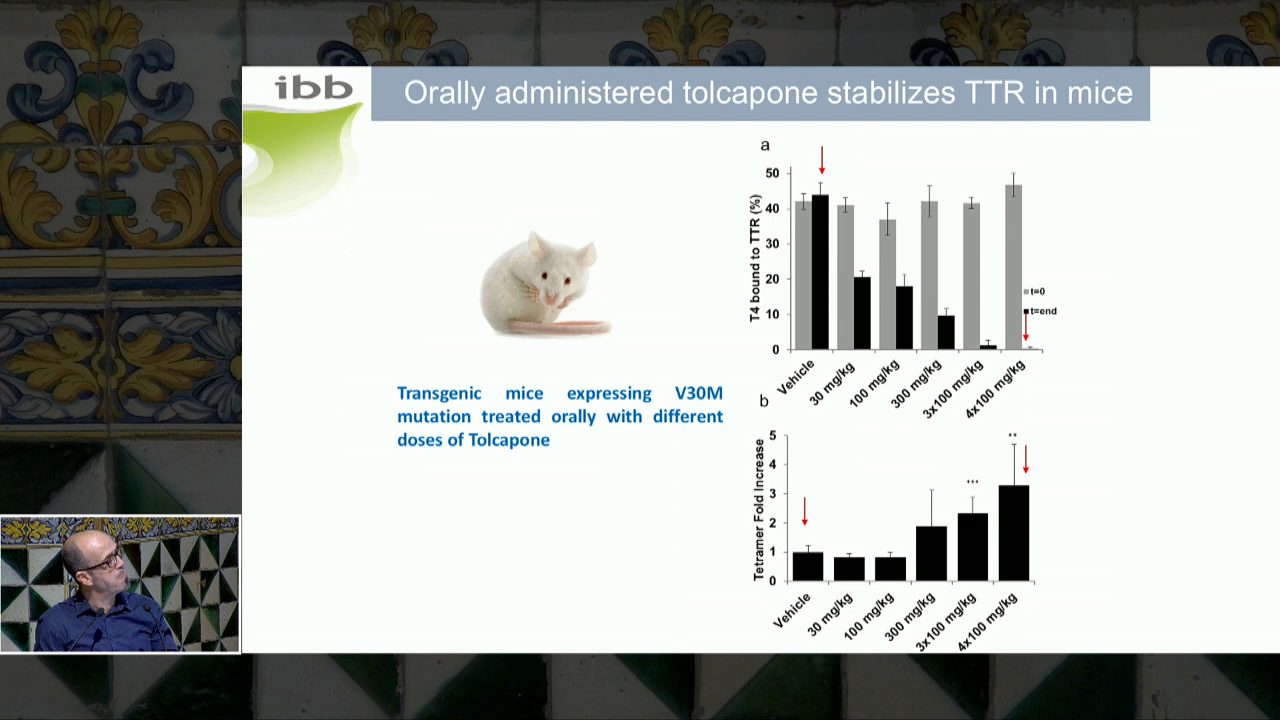 ibb
Orally administered tolcapone stabilizes TTR in mice
Transgenic mice expressing V30M
mutation treated orally with different
doses of Tolcapone
a
T4 bound to TTR (%)
50
40
30
20
10
0
t=0
t=end
Vehicle
30 mg/kg
100 mg/kg
300 mg/kg
3x100 mg/kg
4x100 mg/kg
b
Tetramer Fold Increase
5
4
3
2
1
0
***
**
Vehicle
30 mg/kg
100 mg/kg
300 mg/kg
3x100 mg/kg
4x100 mg/kg